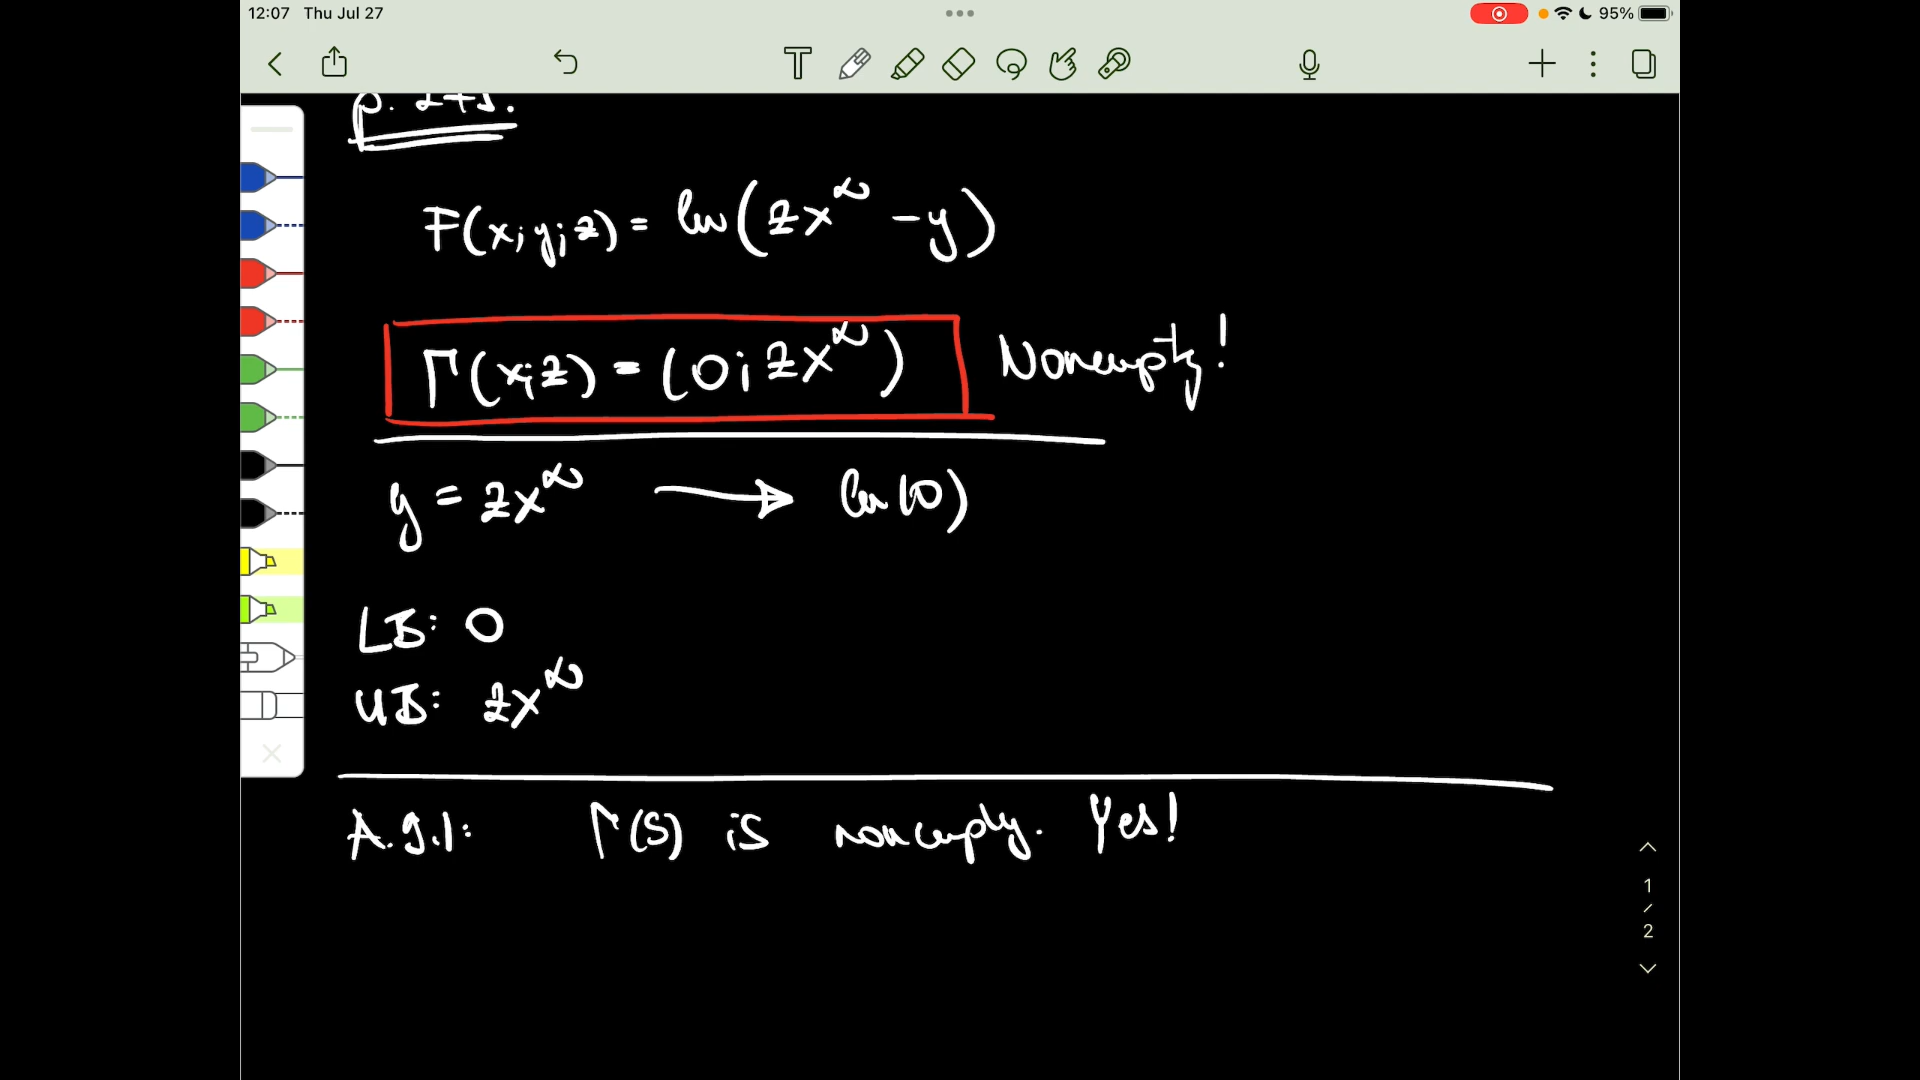 12:07 Thu Jul 27
95%
T
F(x;y;z) = ln(zx^α - y)
Γ(x;z) = (0; zx^α) Nonempty!
y = zx^α → ln(0)
LB: 0
UB: zx^α
A.9.1: Γ(S) is nonempty. Yes!
1
/
2